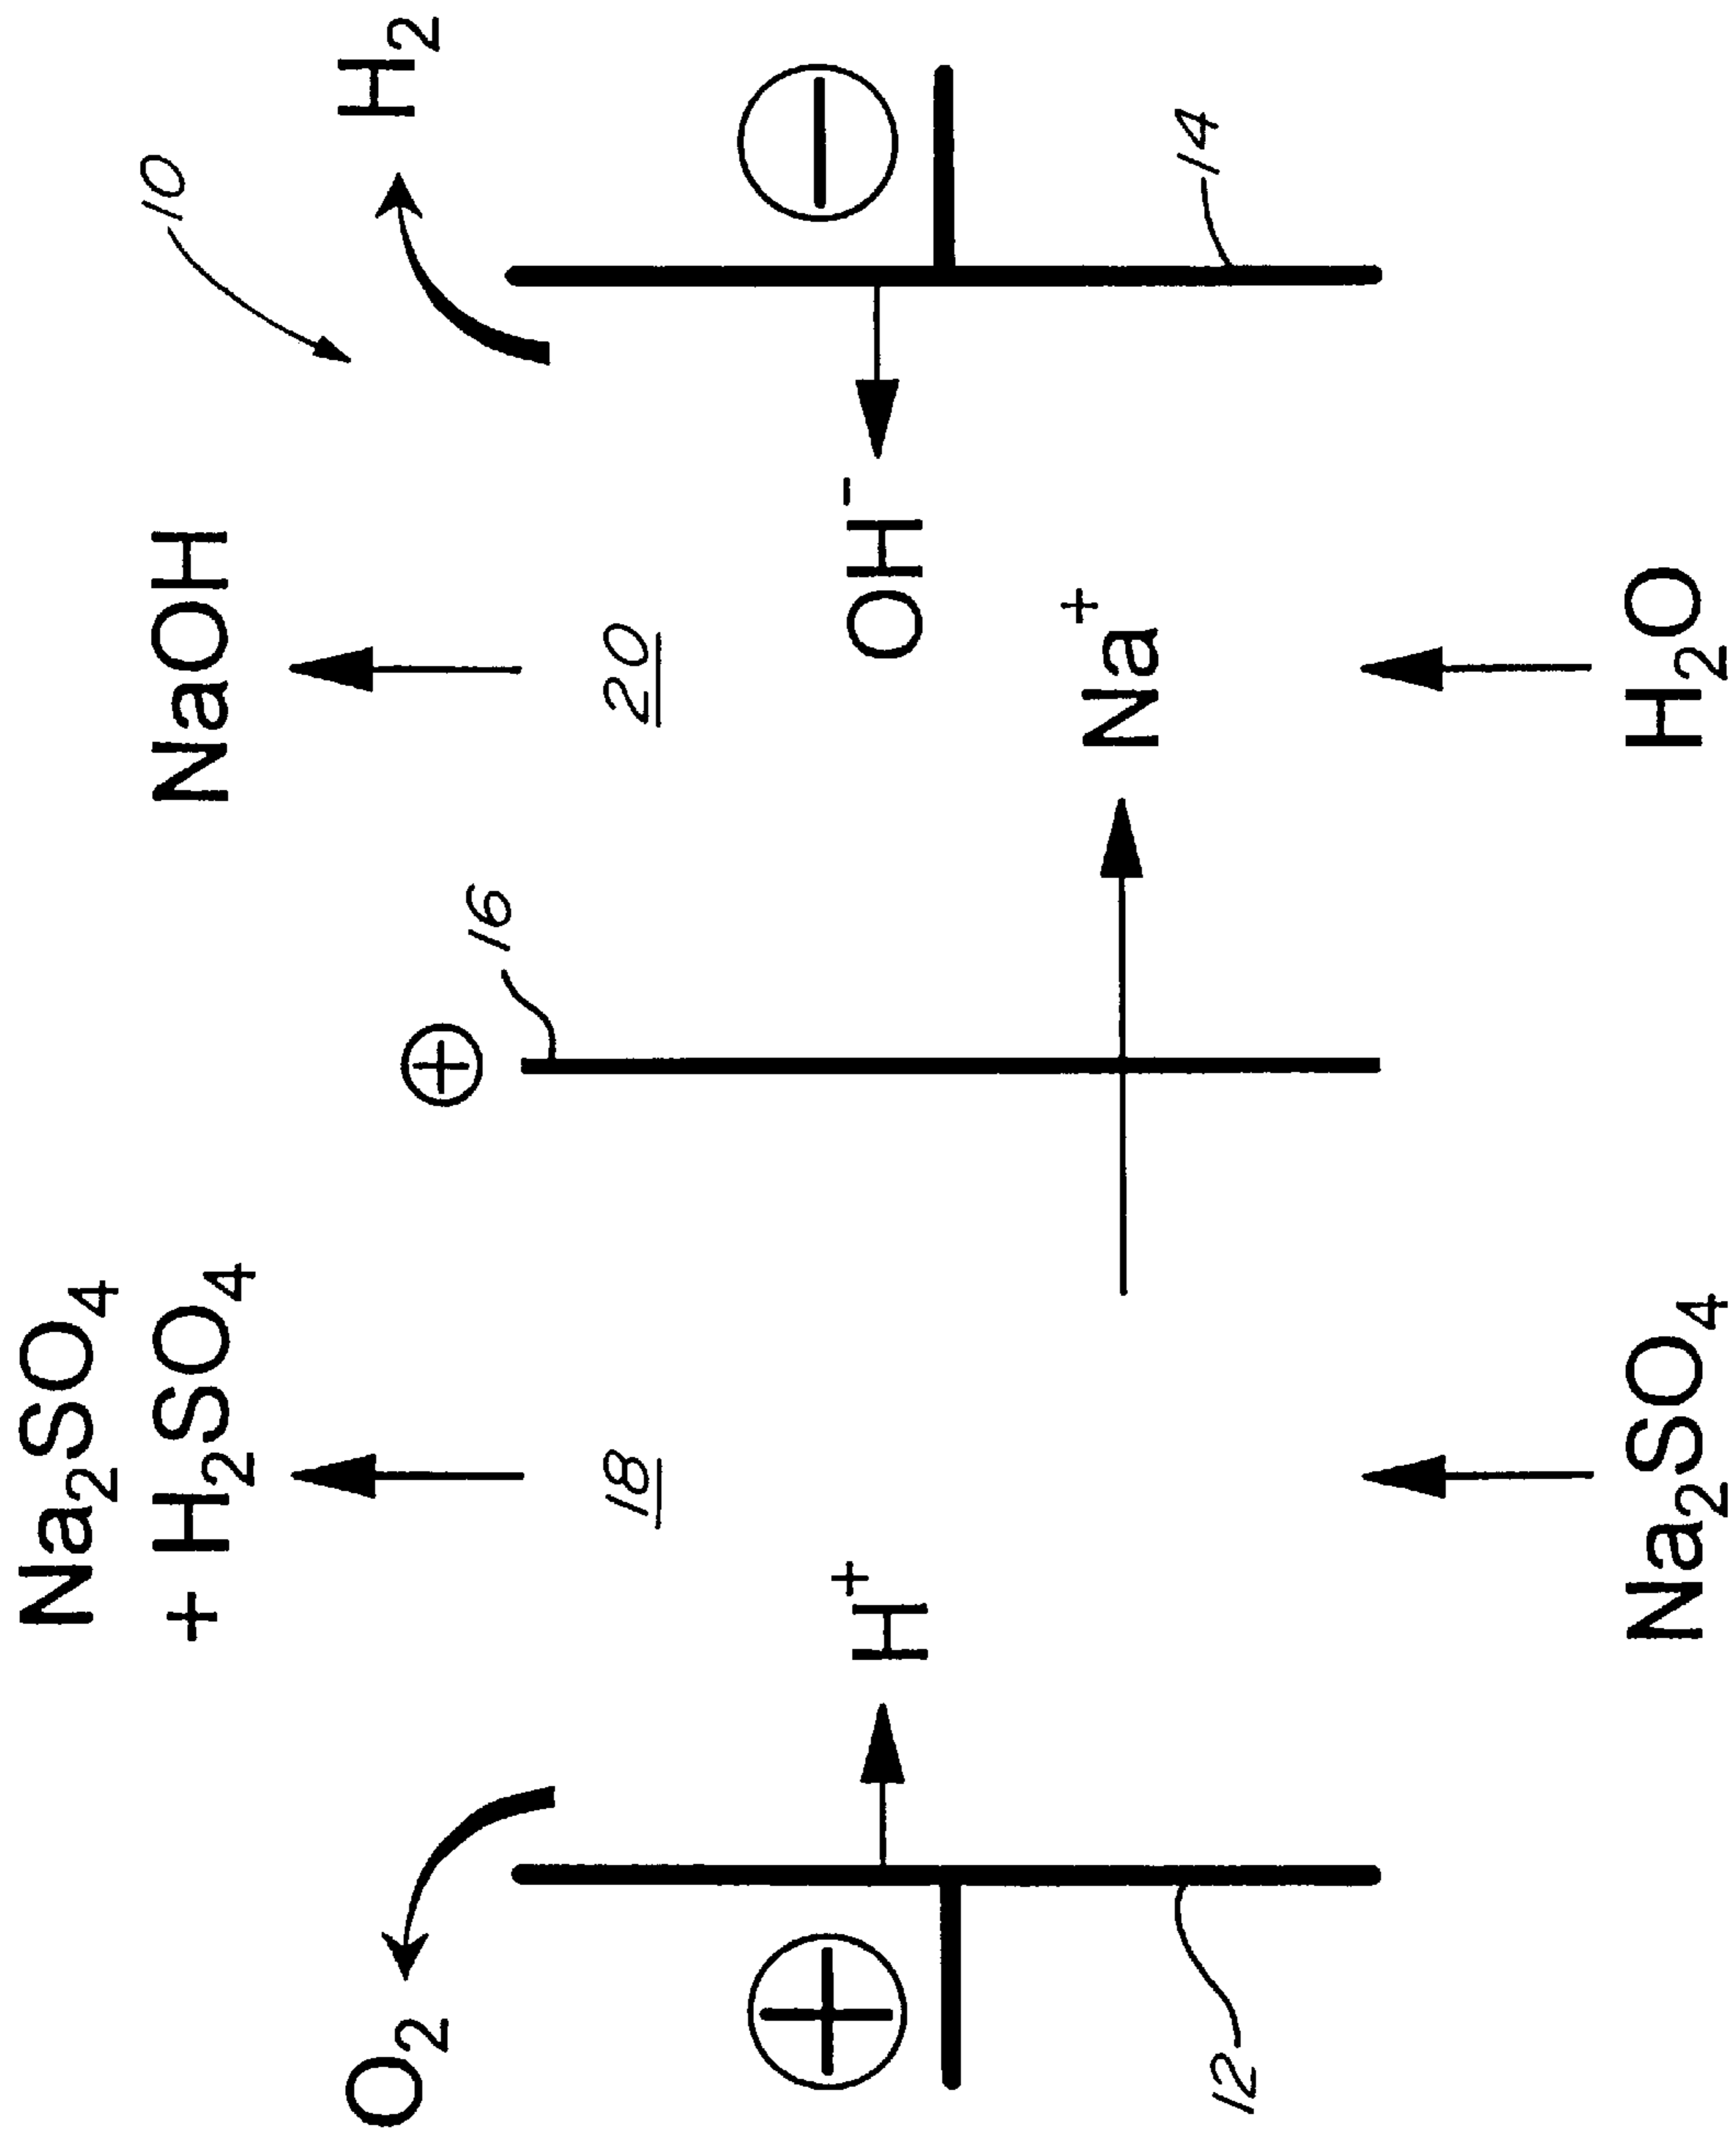 10
Na₂SO₄
+ H₂SO₄
NaOH
O₂
H₂
16
18
20
H⁺
OH⁻
+
+
−
Na⁺
12
14
Na₂SO₄
H₂O